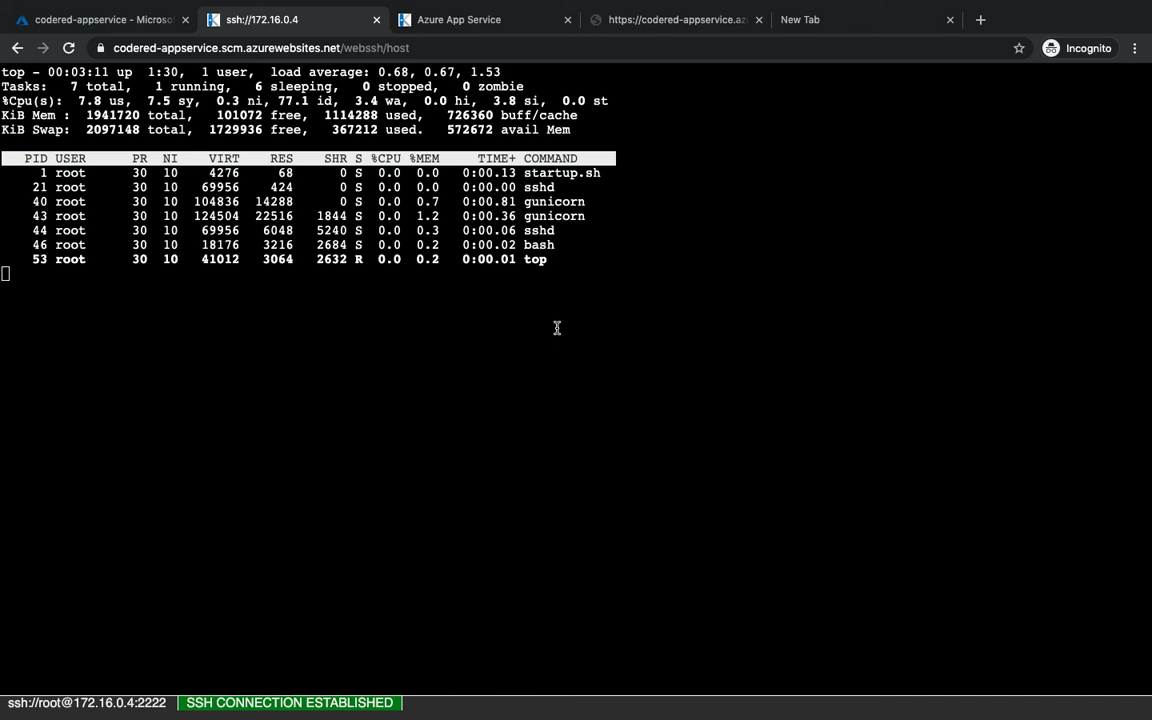 codered-appservice - Microso
ssh://172.16.0.4
Azure App Service
https://codered-appservice.az
New Tab
codered-appservice.scm.azurewebsites.net/webssh/host
Incognito
top - 00:03:11 up  1:30,  1 user,  load average: 0.68, 0.67, 1.53
Tasks:   7 total,   1 running,   6 sleeping,   0 stopped,   0 zombie
%Cpu(s):  7.8 us,  7.5 sy,  0.3 ni, 77.1 id,  3.4 wa,  0.0 hi,  3.8 si,  0.0 st
KiB Mem :  1941720 total,   101072 free,  1114288 used,   726360 buff/cache
KiB Swap:  2097148 total,  1729936 free,   367212 used.   572672 avail Mem
PID USER      PR  NI    VIRT    RES    SHR S  %CPU %MEM     TIME+ COMMAND
1 root      30  10    4276     68      0 S   0.0  0.0   0:00.13 startup.sh
21 root      30  10   69956    424      0 S   0.0  0.0   0:00.00 sshd
40 root      30  10  104836  14288      0 S   0.0  0.7   0:00.81 gunicorn
43 root      30  10  124504  22516   1844 S   0.0  1.2   0:00.36 gunicorn
44 root      30  10   69956   6048   5240 S   0.0  0.3   0:00.06 sshd
46 root      30  10   18176   3216   2684 S   0.0  0.2   0:00.02 bash
53 root      30  10   41012   3064   2632 R   0.0  0.2   0:00.01 top
ssh://root@172.16.0.4:2222
SSH CONNECTION ESTABLISHED